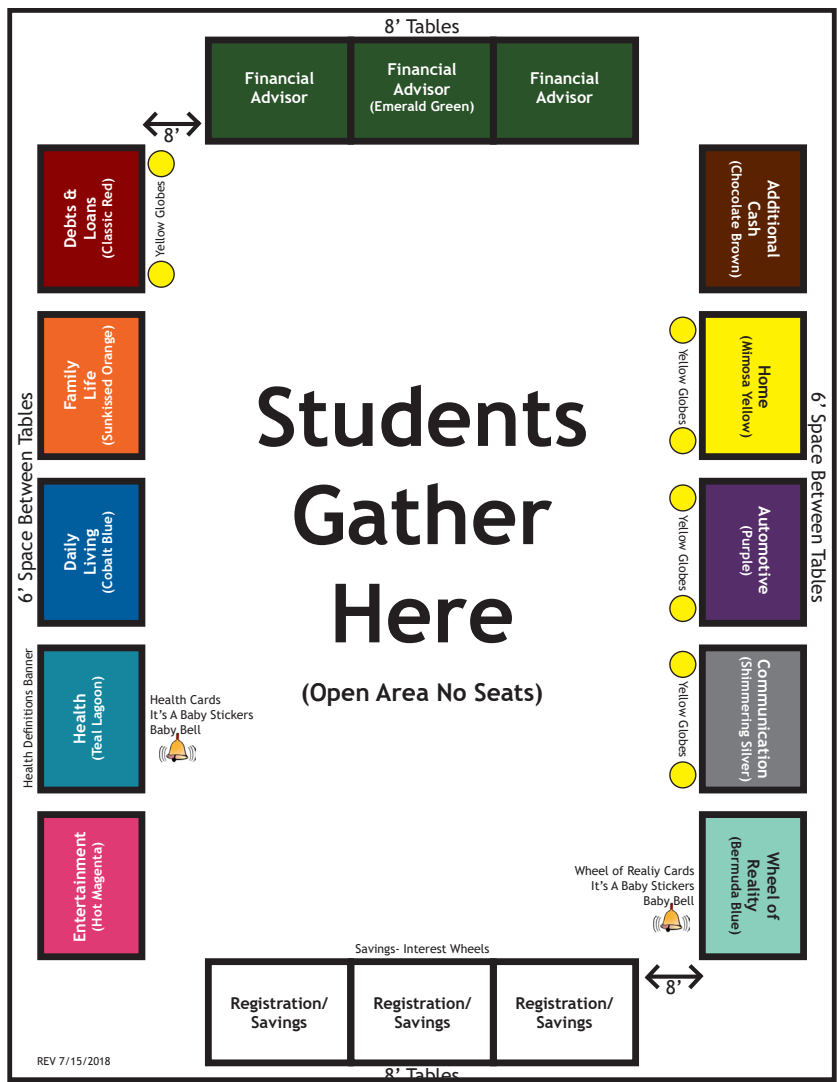 8’ Tables
Financial
Advisor
Financial
Advisor
(Emerald Green)
Financial
Advisor
8’
Debts &
Loans
(Classic Red)
Yellow Globes
Additional
Cash
(Chocolate Brown)
Family
Life
(Sunkissed Orange)
Yellow Globes
Home
(Mimosa Yellow)
6’ Space Between Tables
Students
Gather
Here
(Open Area No Seats)
6’ Space Between Tables
Daily
Living
(Cobalt Blue)
Yellow Globes
Automotive
(Purple)
Health Definitions Banner
Health
(Teal Lagoon)
Health Cards
It’s A Baby Stickers
Baby Bell
Yellow Globes
Communication
(Shimmering Silver)
Entertainment
(Hot Magenta)
Wheel of Realiy Cards
It’s A Baby Stickers
Baby Bell
Wheel of
Reality
(Bermuda Blue)
Savings- Interest Wheels
8’
Registration/
Savings
Registration/
Savings
Registration/
Savings
REV 7/15/2018
8’ Tables